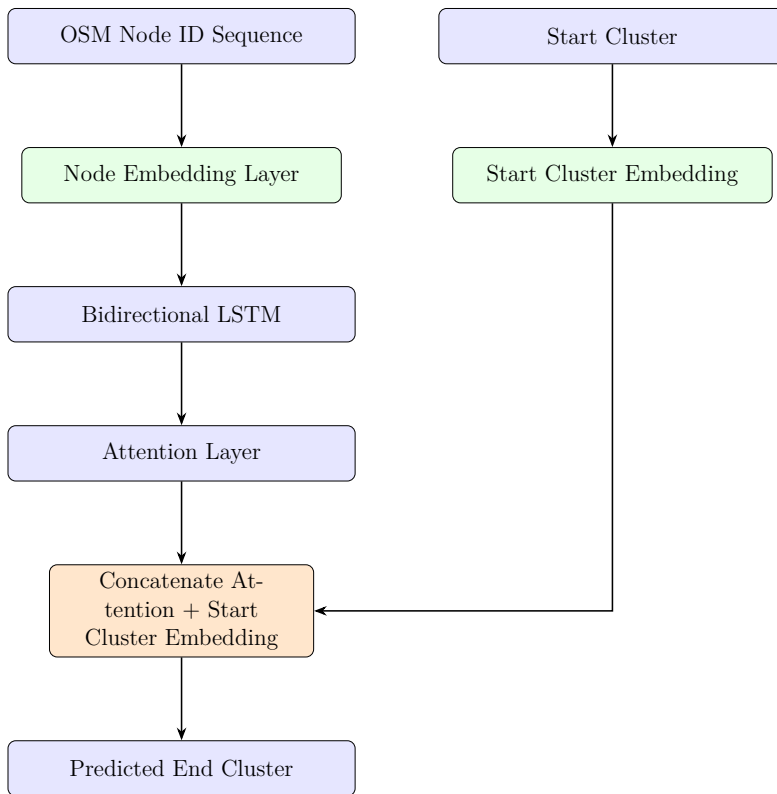 OSM Node ID Sequence
Start Cluster
Node Embedding Layer
Start Cluster Embedding
Bidirectional LSTM
Attention Layer
Concatenate At-
tention + Start
Cluster Embedding
Predicted End Cluster